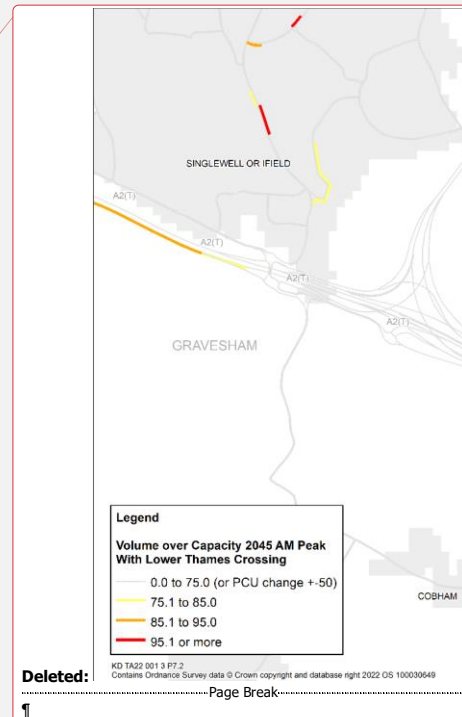 SINGLEWELL OR IFIELD
A2(T)
A2(T)
A2(T)
A2(T)
GRAVESHAM
Legend
Volume over Capacity 2045 AM Peak
With Lower Thames Crossing
0.0 to 75.0 (or PCU change +-50)
75.1 to 85.0
85.1 to 95.0
95.1 or more
COBHAM
KD TA22 001 3 P7.2
Contains Ordnance Survey data © Crown copyright and database right 2022 OS 100030649
Deleted:
Page Break
¶